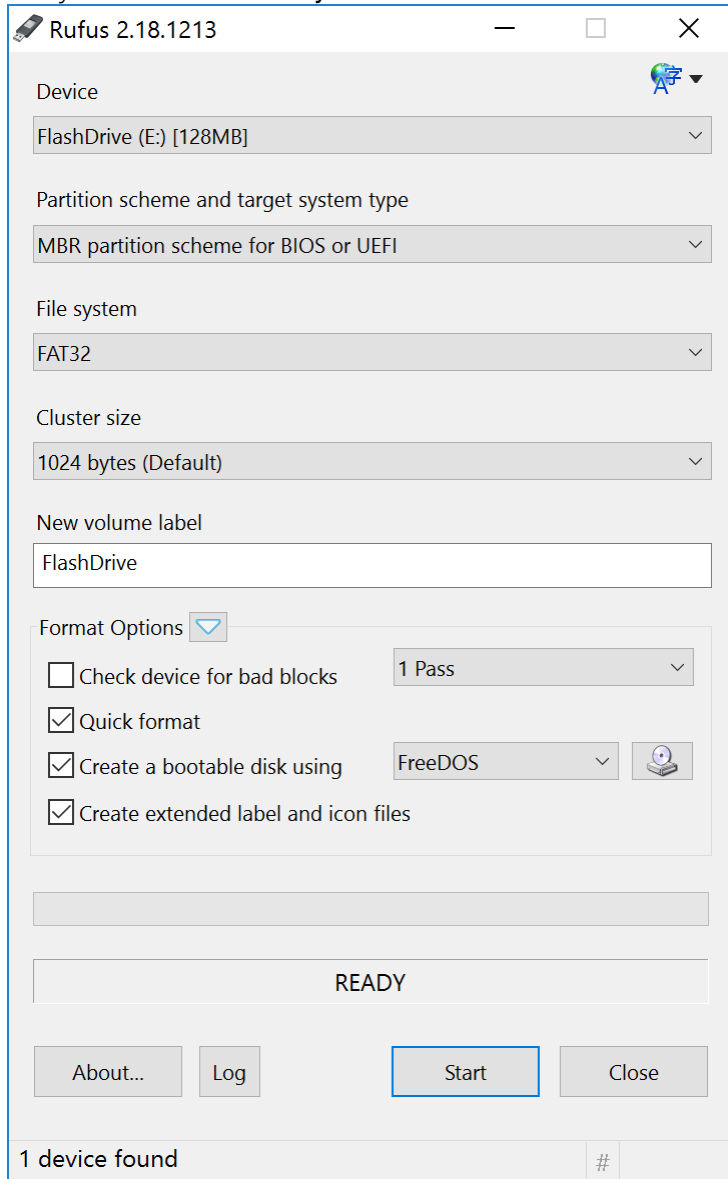 Rufus 2.18.1213
Device
FlashDrive (E:) [128MB]
Partition scheme and target system type
MBR partition scheme for BIOS or UEFI
File system
FAT32
Cluster size
1024 bytes (Default)
New volume label
FlashDrive
Format Options
Check device for bad blocks 1 Pass
Quick format
Create a bootable disk using FreeDOS
Create extended label and icon files
READY
About... Log Start Close
1 device found #